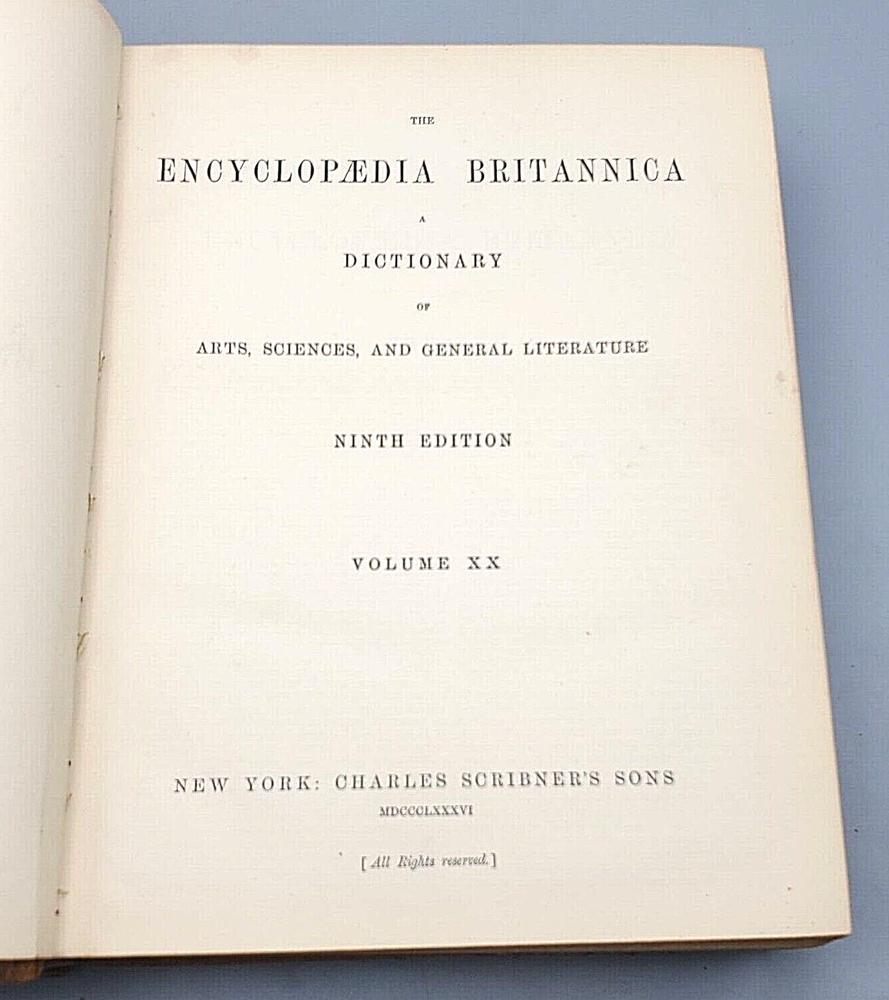 THE
ENCYCLOPÆDIA BRITANNICA
A
DICTIONARY
OF
ARTS, SCIENCES, AND GENERAL LITERATURE
NINTH EDITION
VOLUME XX
NEW YORK: CHARLES SCRIBNER'S SONS
MDCCCLXXXVI
[All Rights reserved.]